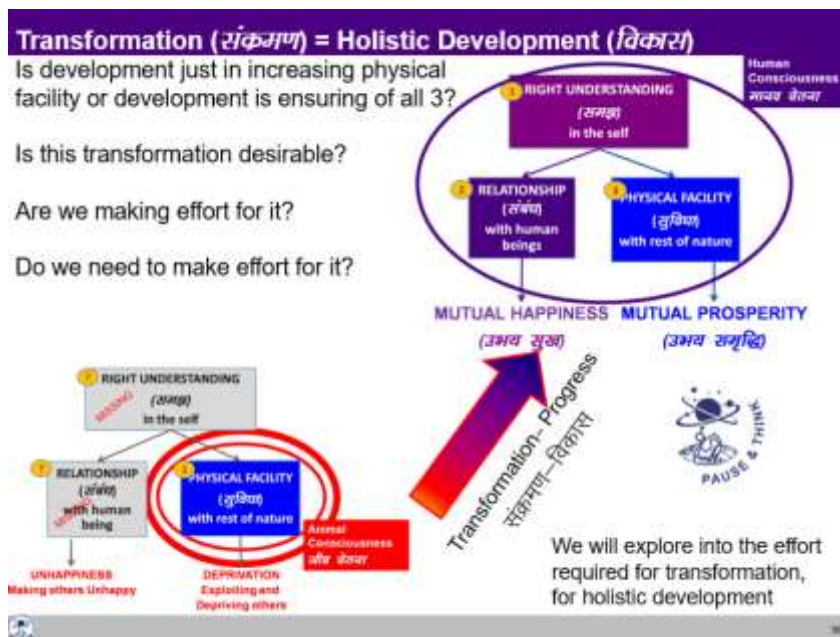 Transformation (संक्रमण) = Holistic Development (विकास)
Is development just in increasing physical
facility or development is ensuring of all 3?
Is this transformation desirable?
Are we making effort for it?
Do we need to make effort for it?
Human
Consciousness
मानव चेतना
1
RIGHT UNDERSTANDING
(समझ)
in the self
2
RELATIONSHIP
(संबंध)
with human
beings
3
PHYSICAL FACILITY
(सुविधा)
with rest of nature
MUTUAL HAPPINESS
(उभय सुख)
MUTUAL PROSPERITY
(उभय समृद्धि)
?
RIGHT UNDERSTANDING
(समझ)
MISSING
in the self
?
RELATIONSHIP
(संबंध)
MISSING
with human
being
PHYSICAL FACILITY
(सुविधा)
with rest of nature
Animal
Consciousness
जीव चेतना
UNHAPPINESS
Making others Unhappy
DEPRIVATION
Exploiting and
Depriving others
Transformation– Progress
संक्रमण–विकास
PAUSE & THINK
We will explore into the effort
required for transformation,
for holistic development